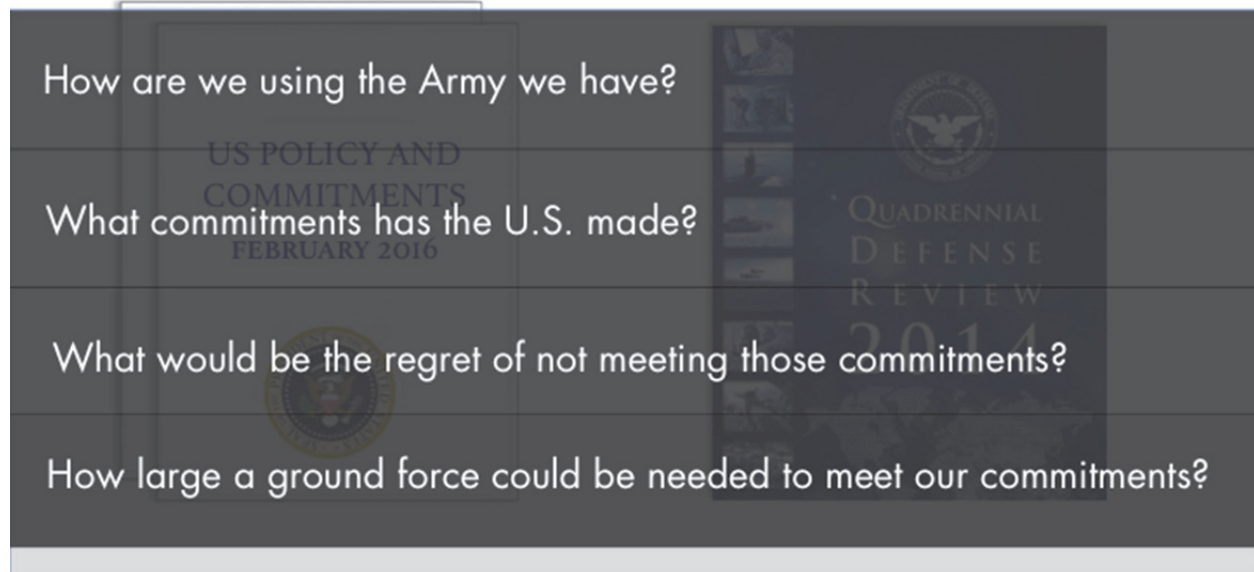 How are we using the Army we have?
US POLICY AND
COMMITMENTS
What commitments has the U.S. made?
FEBRUARY 2016
QUADRENNIAL
DEFENSE
REVIEW
2014
What would be the regret of not meeting those commitments?
How large a ground force could be needed to meet our commitments?